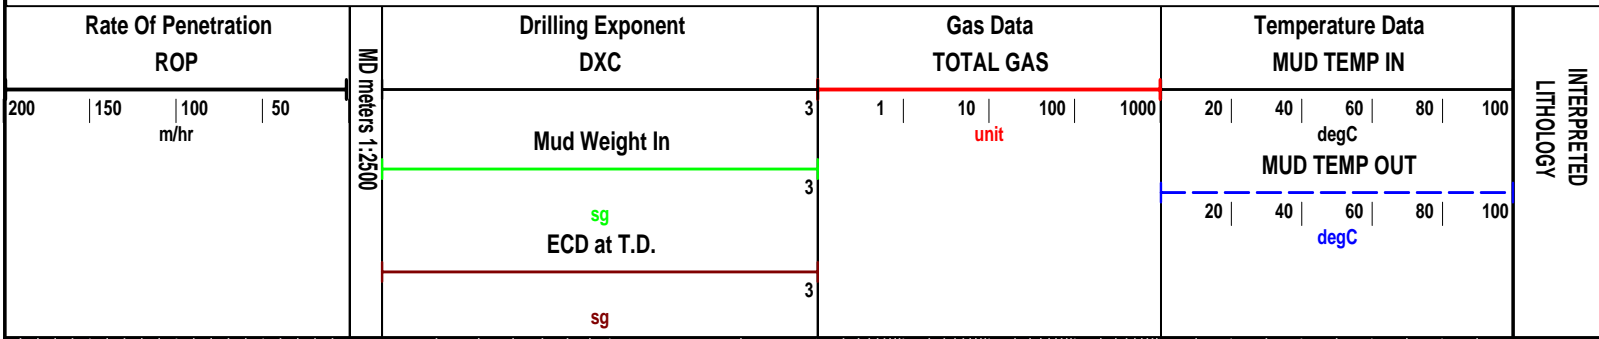 Rate Of Penetration
ROP
200 150 100 50
m/hr
MD meters 1:2500
Drilling Exponent
DXC
3
Mud Weight In
3
sg
ECD at T.D.
3
sg
Gas Data
TOTAL GAS
1 10 100 1000
unit
Temperature Data
MUD TEMP IN
20 40 60 80 100
degC
MUD TEMP OUT
20 40 60 80 100
degC
INTERPRETED
LITHOLOGY